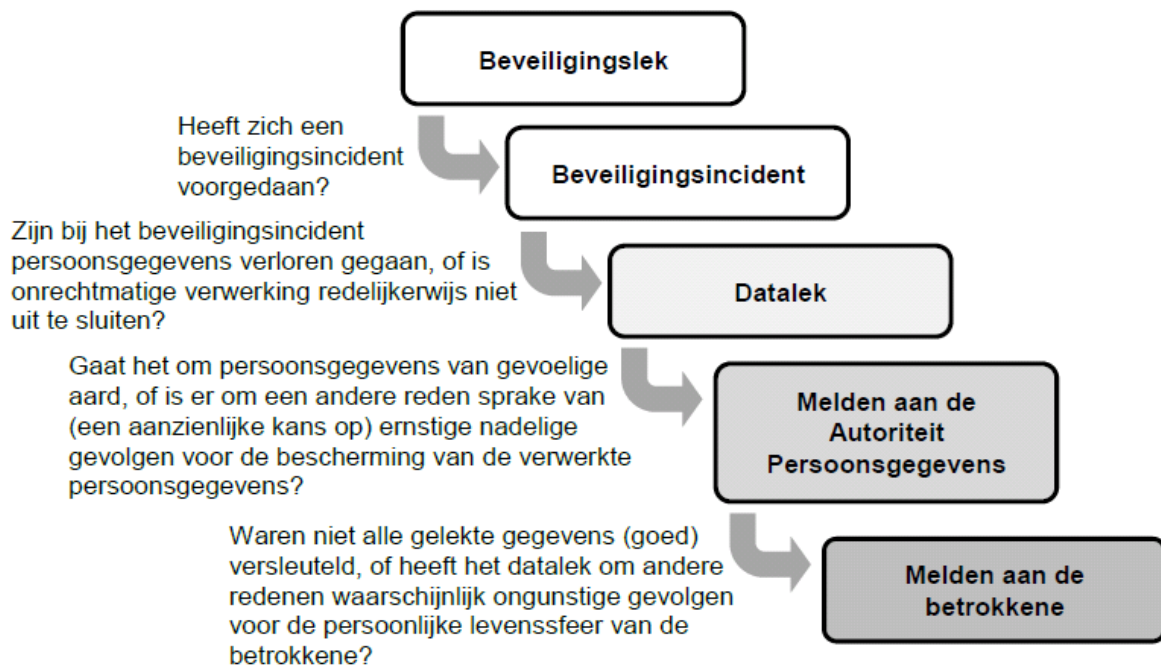 Beveiligingslek
Heeft zich een
beveiligingsincident
voorgedaan?
Beveiligingsincident
Zijn bij het beveiligingsincident
persoonsgegevens verloren gegaan, of is
onrechtmatige verwerking redelijkerwijs niet
uit te sluiten?
Datalek
Gaat het om persoonsgegevens van gevoelige
aard, of is er om een andere reden sprake van
(een aanzienlijke kans op) ernstige nadelige
gevolgen voor de bescherming van de verwerkte
persoonsgegevens?
Melden aan de
Autoriteit
Persoonsgegevens
Waren niet alle gelekte gegevens (goed)
versleuteld, of heeft het datalek om andere
redenen waarschijnlijk ongunstige gevolgen
voor de persoonlijke levenssfeer van de
betrokkene?
Melden aan de
betrokkene